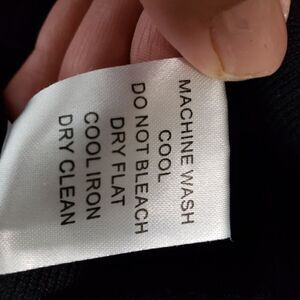 MACHINE WASH
COOL
DO NOT BLEACH
DRY FLAT
COOL IRON
DRY CLEAN